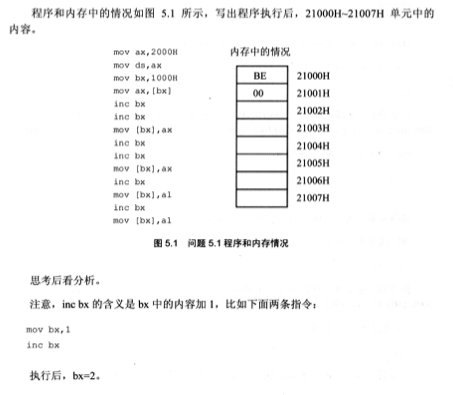 程序和内存中的情况如图 5.1 所示，写出程序执行后，21000H~21007H 单元中的
内容。
mov ax,2000H
mov ds,ax
mov bx,1000H
mov ax,[bx]
inc bx
inc bx
mov [bx],ax
inc bx
inc bx
mov [bx],ax
inc bx
mov [bx],al
inc bx
mov [bx],al
内存中的情况
BE 21000H
00 21001H
21002H
21003H
21004H
21005H
21006H
21007H
图 5.1 问题 5.1 程序和内存情况
思考后看分析。
注意，inc bx 的含义是 bx 中的内容加 1，比如下面两条指令：
mov bx,1
inc bx
执行后，bx=2。